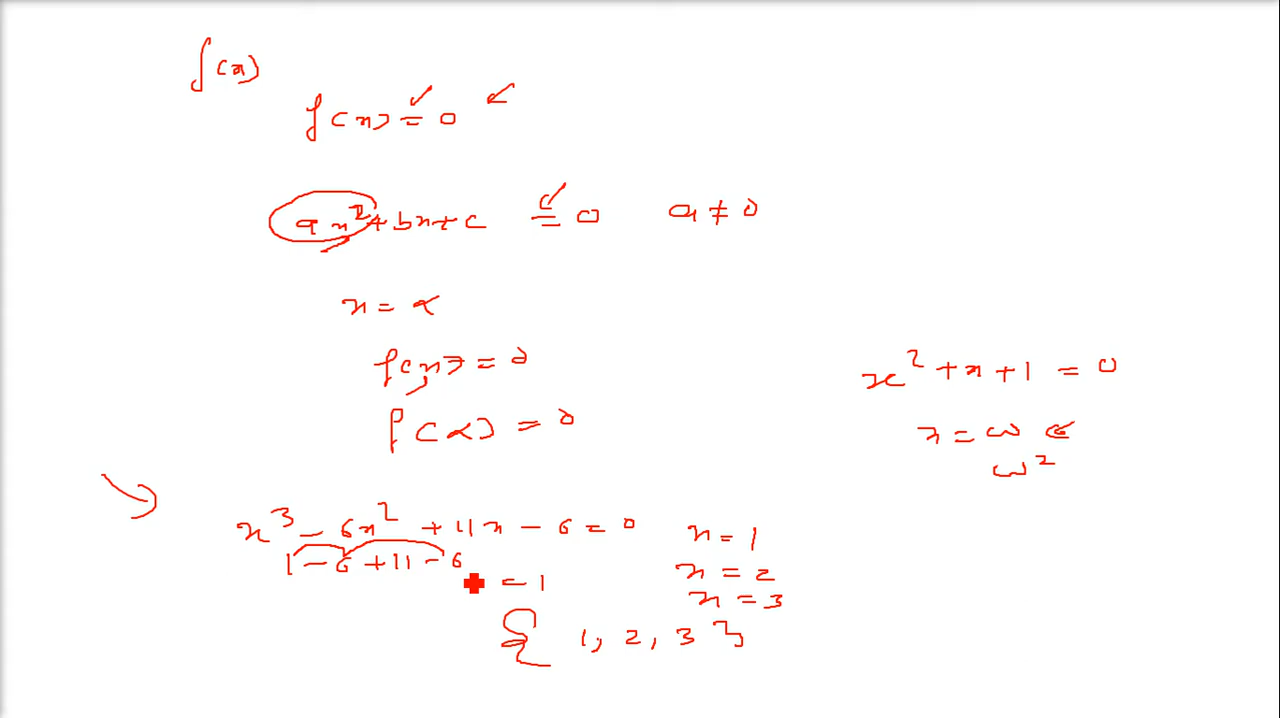 f(x)
f(x) = 0
ax² + bx + c = 0 a ≠ 0
x = α
f(x) = 0
f(α) = 0
x² + x + 1 = 0
x = ω
ω²
x³ - 6x² + 11x - 6 = 0
1 - 6 + 11 - 6
= 1
x = 1
x = 2
x = 3
{ 1, 2, 3 }